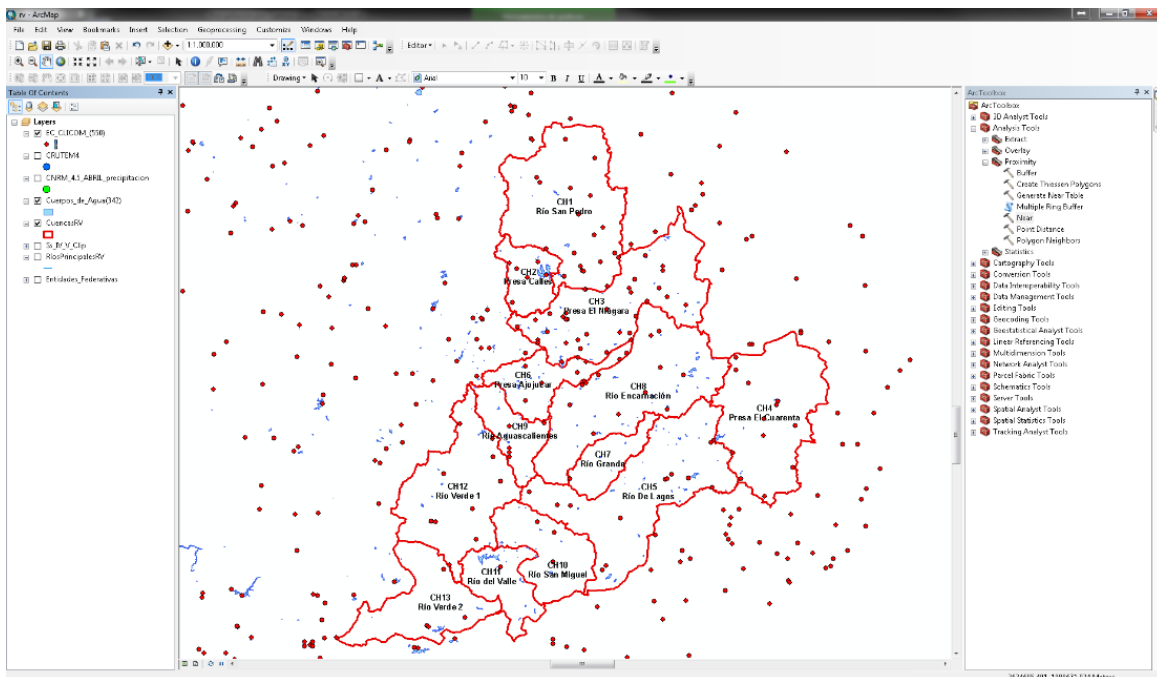 rv - ArcMap
File Edit View Bookmarks Insert Selection Geoprocessing Customize Windows Help
1:1,000,000
Editor
Drawing
Arial
10
B I U A
Table Of Contents
Layers
EC_CLICOM_(550)
CRUTEM4
CNRM_4.5_ABRIL_precipitacion
Cuerpos_de_Agua(342)
CuencasRV
RiosPrincipalesRV
Entidades_Federativas
CH1
Río San Pedro
CH2
Presa Calles
CH3
Presa El Niagara
CH6
Presa Ajojucar
CH8
Río Encarnación
CH4
Presa El Cuarenta
CH9
Río Aguascalientes
CH7
Río Grande
CH12
Río Verde 1
CH5
Río De Lagos
CH10
Río San Miguel
CH11
Río del Valle
CH13
Río Verde 2
ArcToolbox
ArcToolbox
3D Analyst Tools
Analysis Tools
Extract
Overlay
Proximity
Buffer
Create Thiessen Polygons
Generate Near Table
Multiple Ring Buffer
Near
Point Distance
Polygon Neighbors
Statistics
Cartography Tools
Conversion Tools
Data Interoperability Tools
Data Management Tools
Editing Tools
Geocoding Tools
Geostatistical Analyst Tools
Linear Referencing Tools
Multidimension Tools
Network Analyst Tools
Parcel Fabric Tools
Schematics Tools
Server Tools
Spatial Analyst Tools
Spatial Statistics Tools
Tracking Analyst Tools